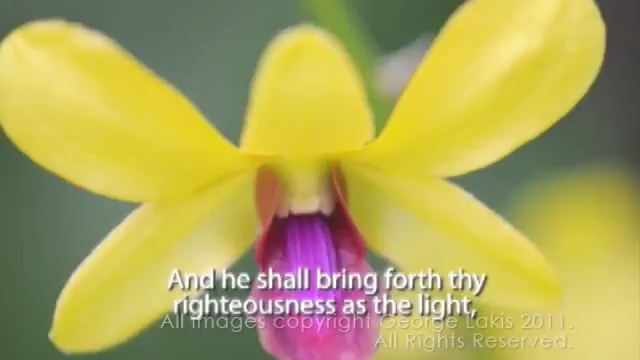 And he shall bring forth thy
righteousness as the light,
All Images copyright George Lakis 2011.
All Rights Reserved.